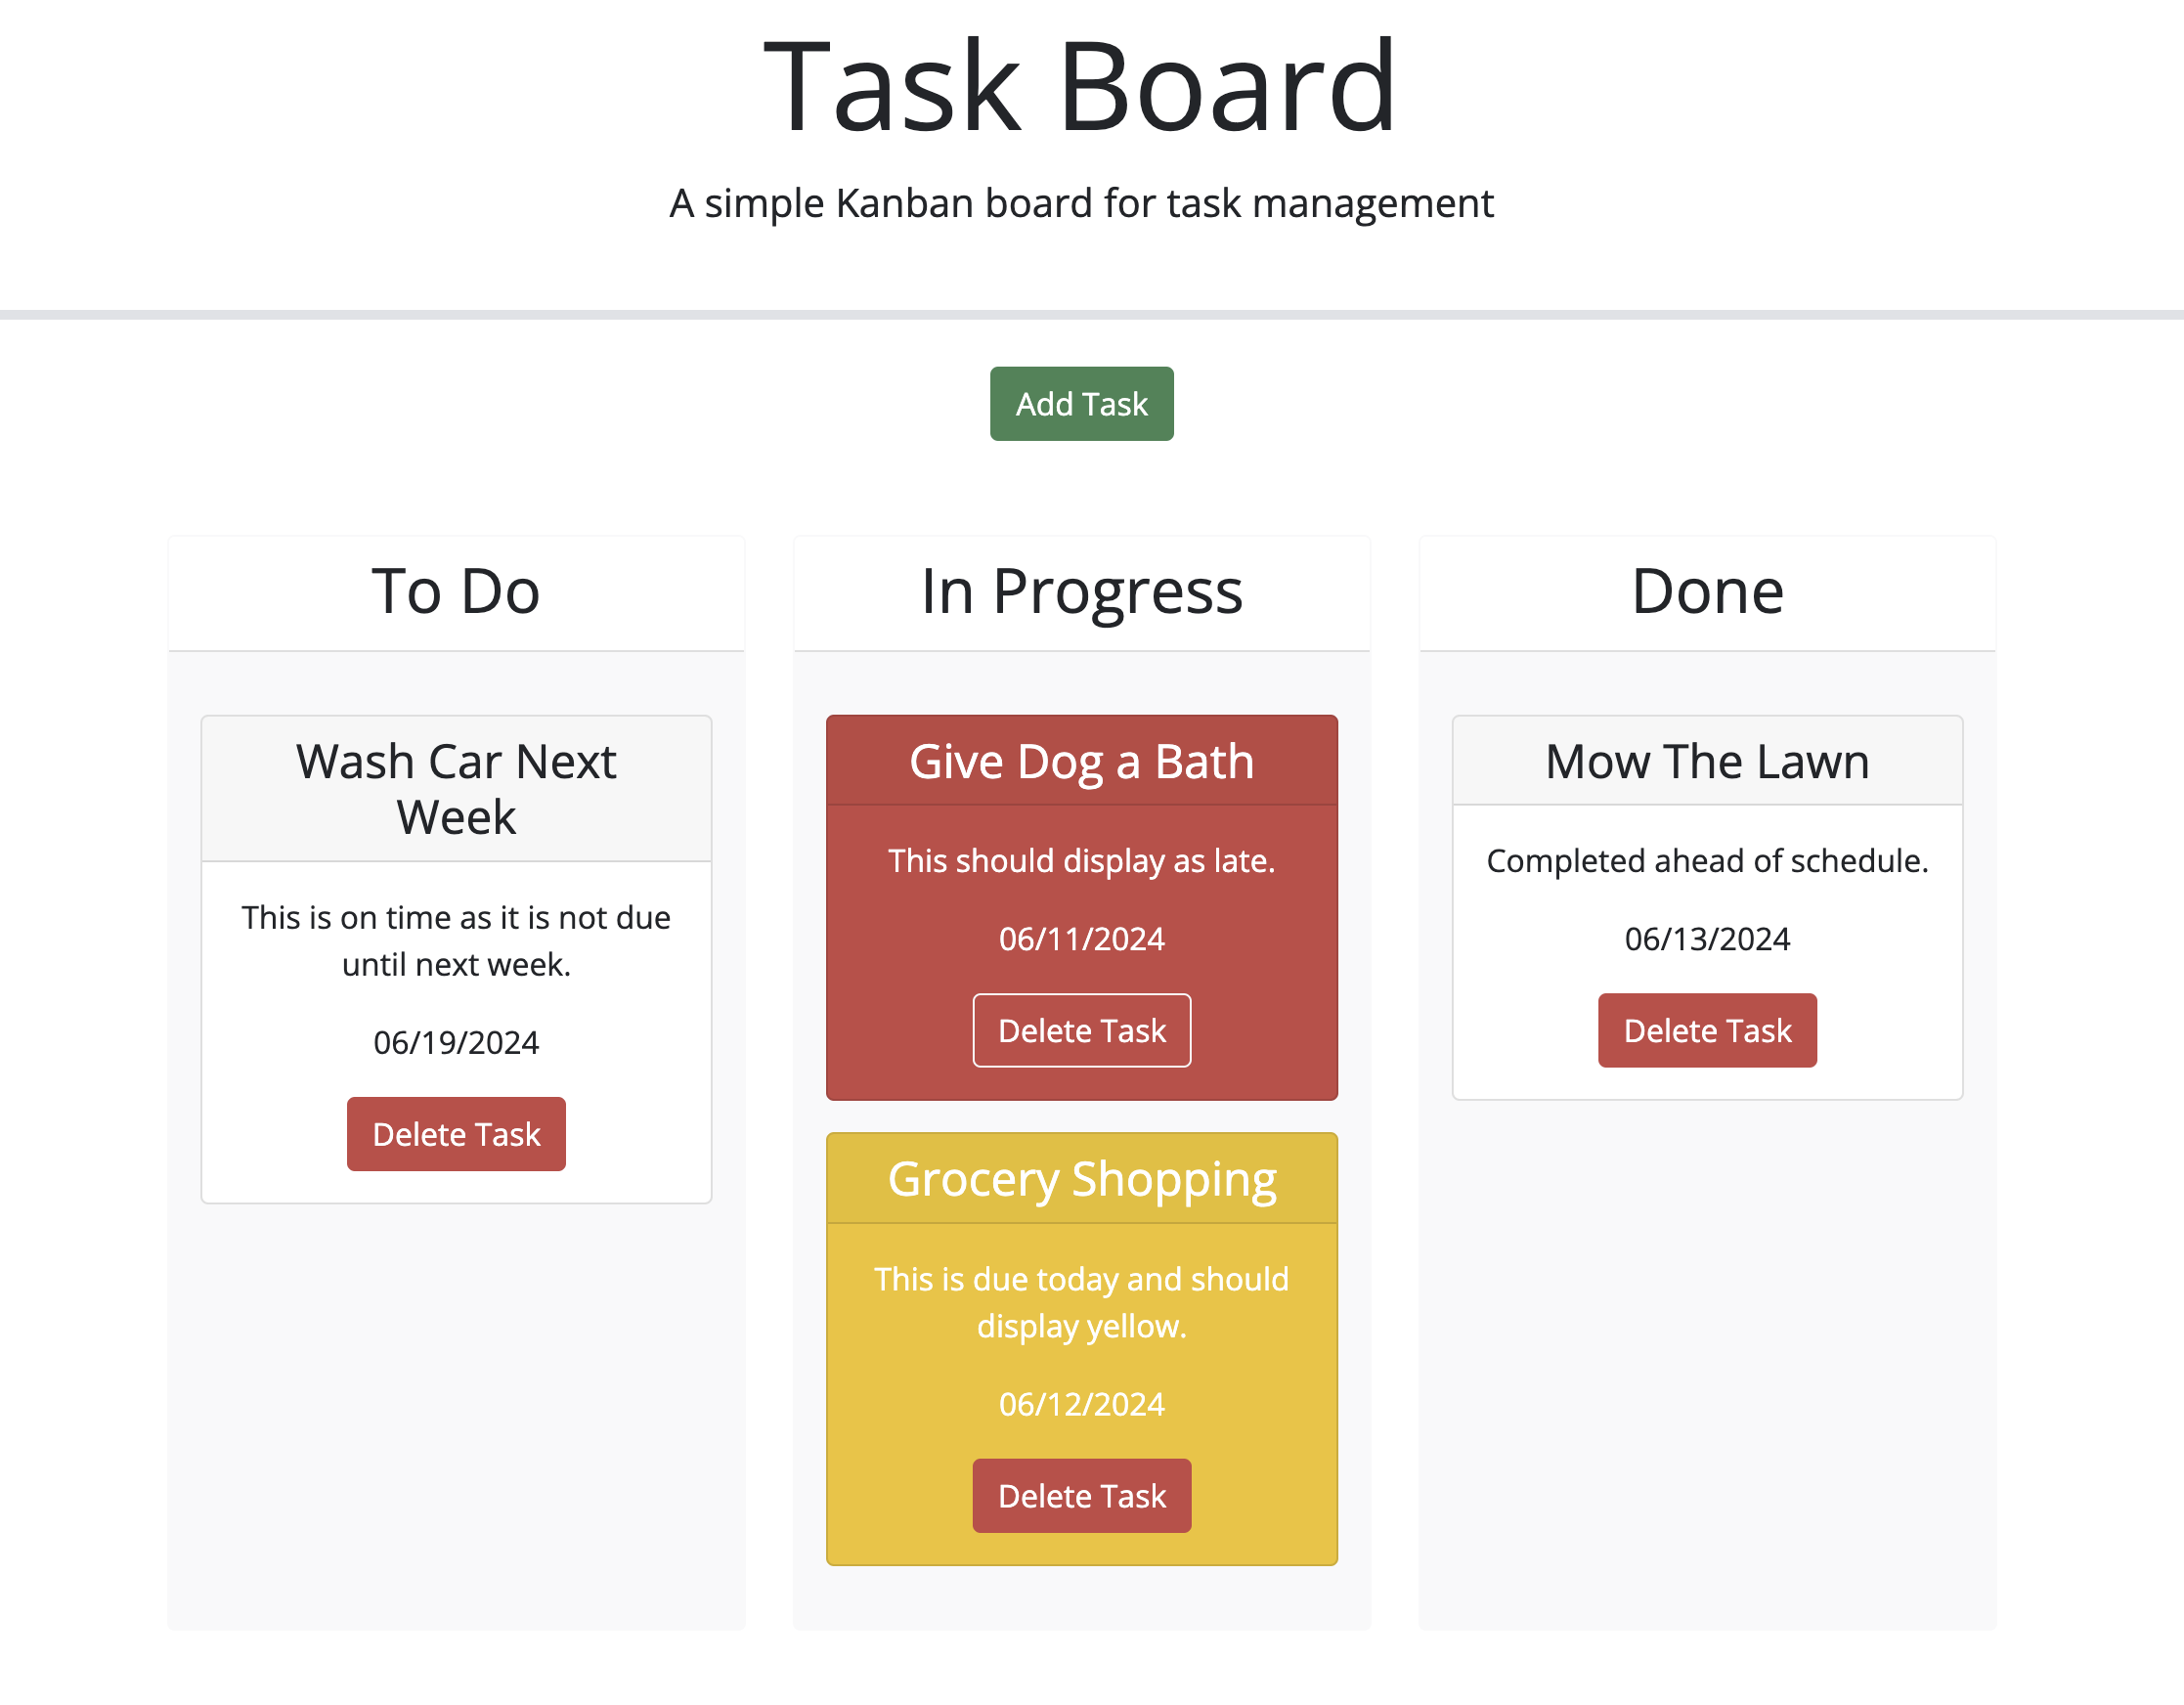 Task Board
A simple Kanban board for task management
Add Task
To Do
Wash Car Next
Week
This is on time as it is not due
until next week.
06/19/2024
Delete Task
In Progress
Give Dog a Bath
This should display as late.
06/11/2024
Delete Task
Grocery Shopping
This is due today and should
display yellow.
06/12/2024
Delete Task
Done
Mow The Lawn
Completed ahead of schedule.
06/13/2024
Delete Task